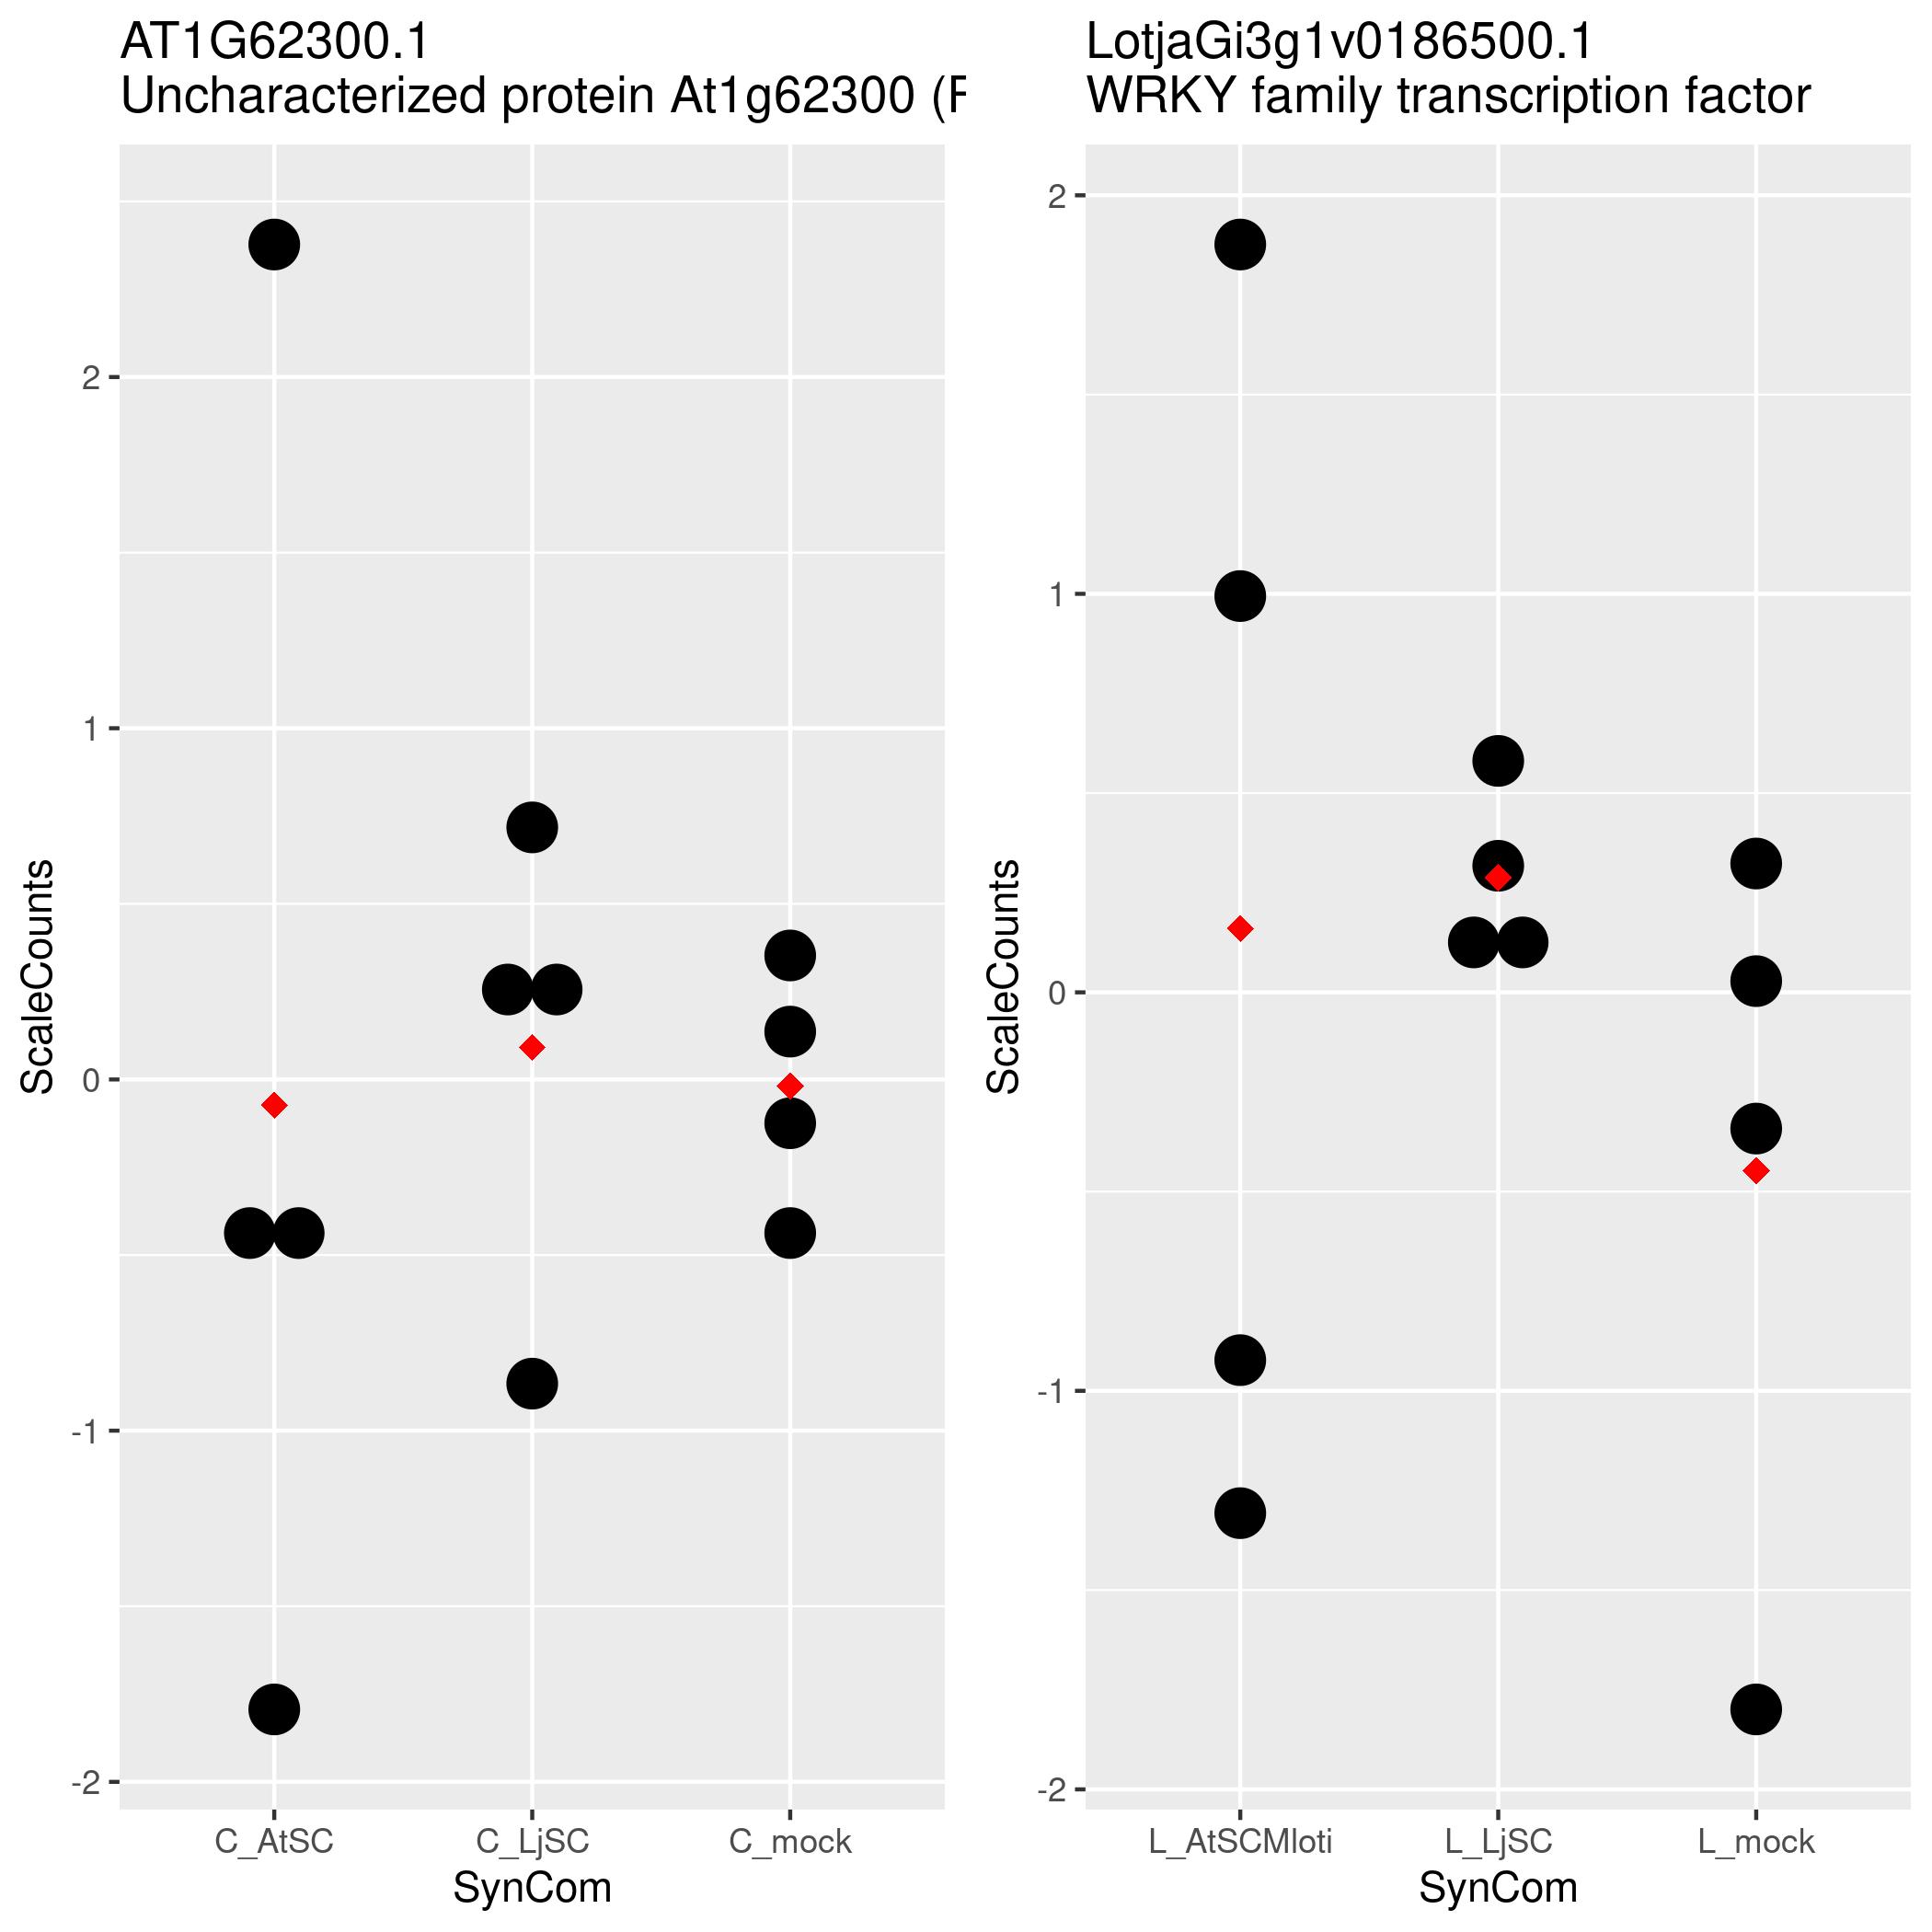 AT1G62300.1
Uncharacterized protein At1g62300 (F
ScaleCounts
2
1
0
-1
-2
C_AtSC C_LjSC C_mock
SynCom
LotjaGi3g1v0186500.1
WRKY family transcription factor
ScaleCounts
2
1
0
-1
-2
L_AtSCMloti L_LjSC L_mock
SynCom